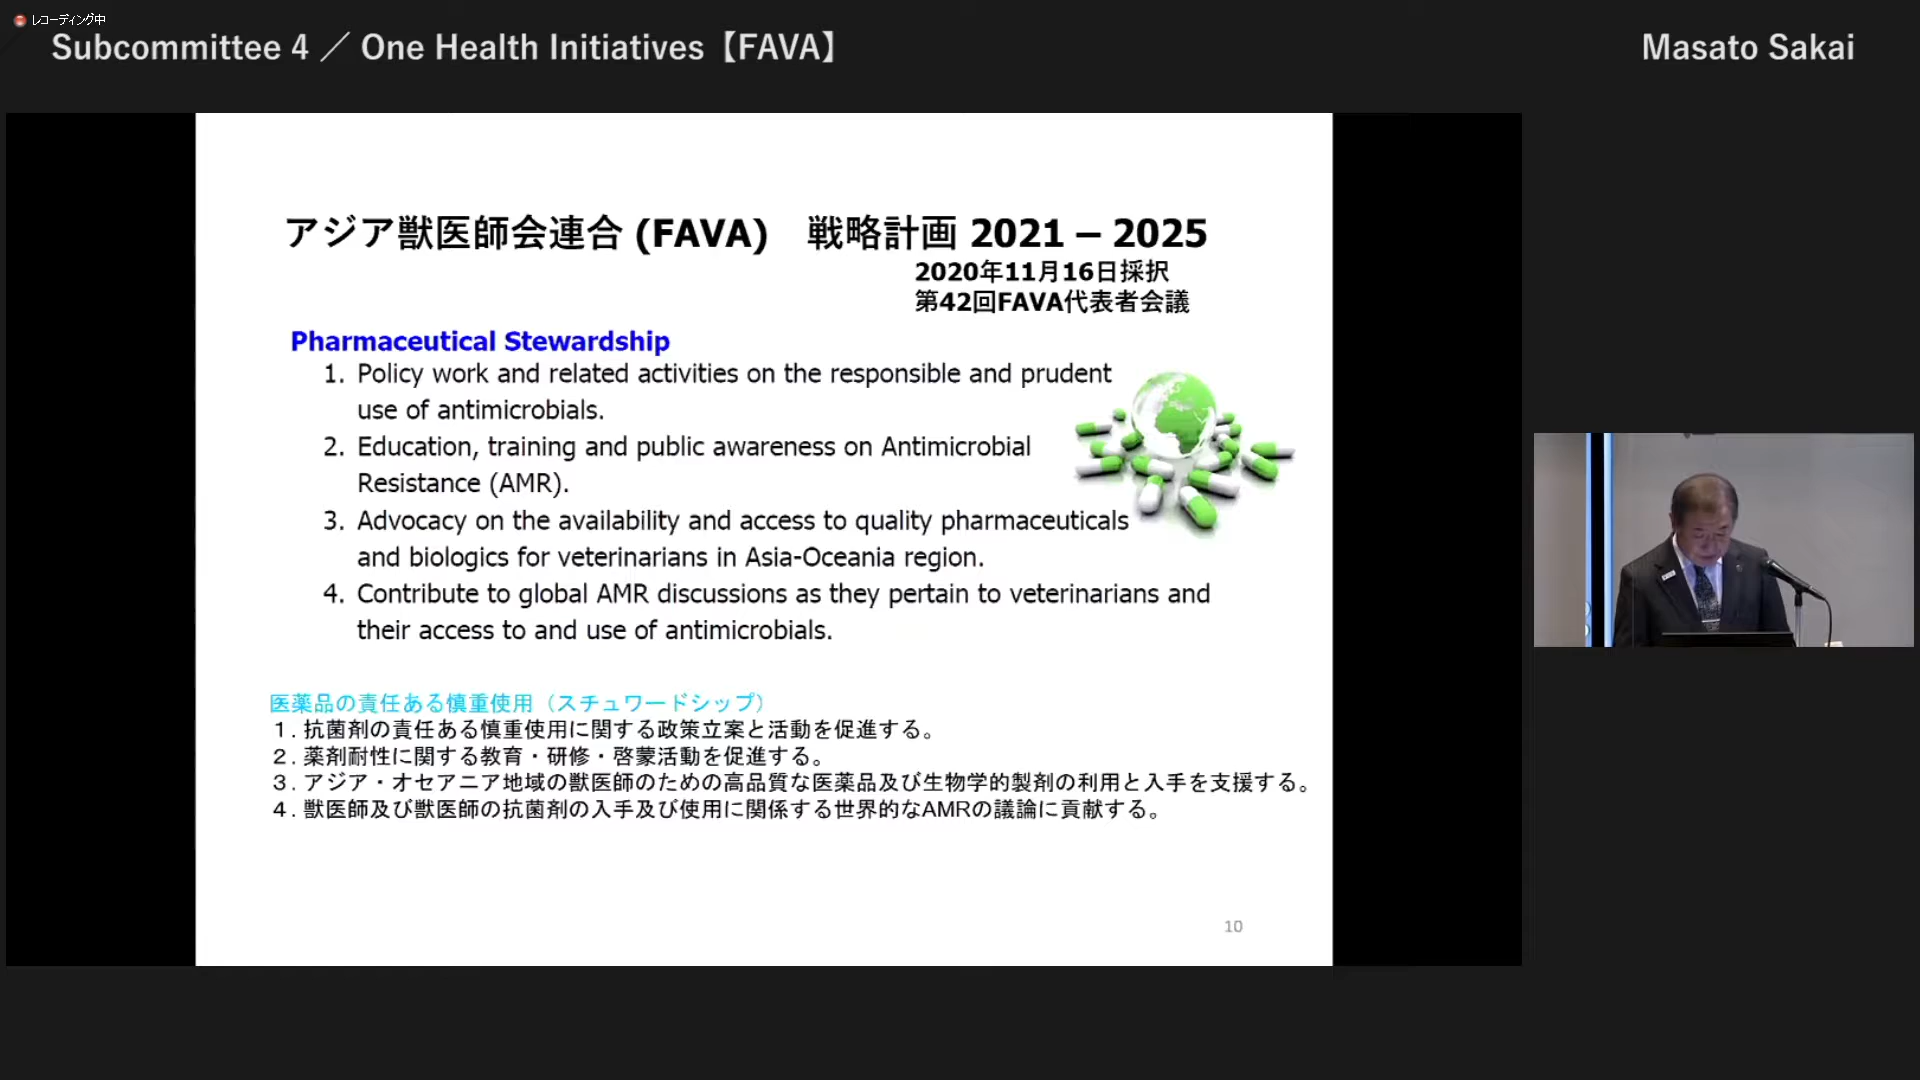 レコーディング中
Subcommittee 4 ／ One Health Initiatives【FAVA】
Masato Sakai
アジア獣医師会連合 (FAVA)　戦略計画 2021 – 2025
2020年11月16日採択
第42回FAVA代表者会議
Pharmaceutical Stewardship
1. Policy work and related activities on the responsible and prudent
use of antimicrobials.
2. Education, training and public awareness on Antimicrobial
Resistance (AMR).
3. Advocacy on the availability and access to quality pharmaceuticals
and biologics for veterinarians in Asia-Oceania region.
4. Contribute to global AMR discussions as they pertain to veterinarians and
their access to and use of antimicrobials.
医薬品の責任ある慎重使用（スチュワードシップ）
１. 抗菌剤の責任ある慎重使用に関する政策立案と活動を促進する。
２. 薬剤耐性に関する教育・研修・啓蒙活動を促進する。
３. アジア・オセアニア地域の獣医師のための高品質な医薬品及び生物学的製剤の利用と入手を支援する。
４. 獣医師及び獣医師の抗菌剤の入手及び使用に関係する世界的なAMRの議論に貢献する。
10